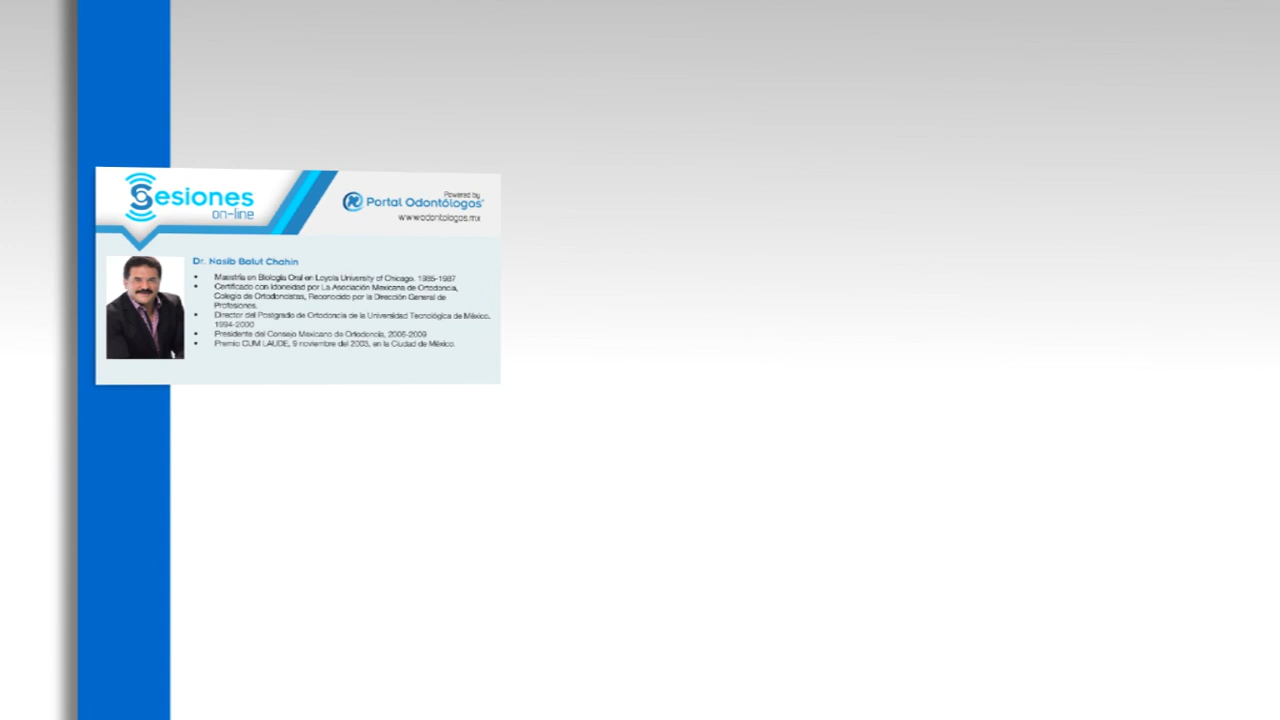 Sesiones
on-line
Powered by
Portal Odontólogos
www.odontologos.mx
Dr. Nasib Balut Chahin
• Maestría en Biología Oral en Loyola University of Chicago. 1985-1987
• Certificado con Idoneidad por La Asociación Mexicana de Ortodoncia,
Colegio de Ortodoncistas, Reconocido por la Dirección General de
Profesiones.
• Director del Postgrado de Ortodoncia de la Universidad Tecnológica de México.
1994-2000
• Presidente del Consejo Mexicano de Ortodoncia, 2006-2009
• Premio CUM LAUDE, 9 noviembre del 2003, en la Ciudad de México.